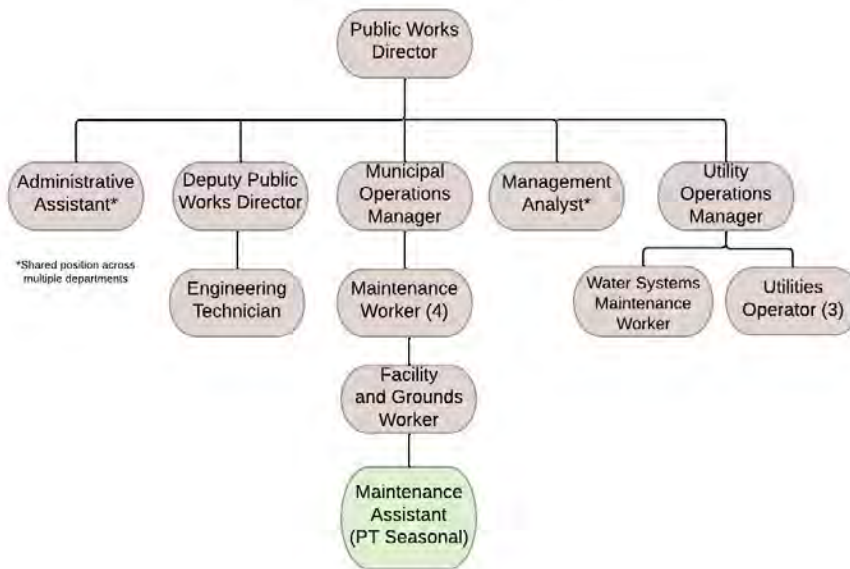 Public Works
Director
Administrative
Assistant*
Deputy Public
Works Director
Municipal
Operations
Manager
Management
Analyst*
Utility
Operations
Manager
*Shared position across
multiple departments
Engineering
Technician
Maintenance
Worker (4)
Water Systems
Maintenance
Worker
Utilities
Operator (3)
Facility
and Grounds
Worker
Maintenance
Assistant
(PT Seasonal)